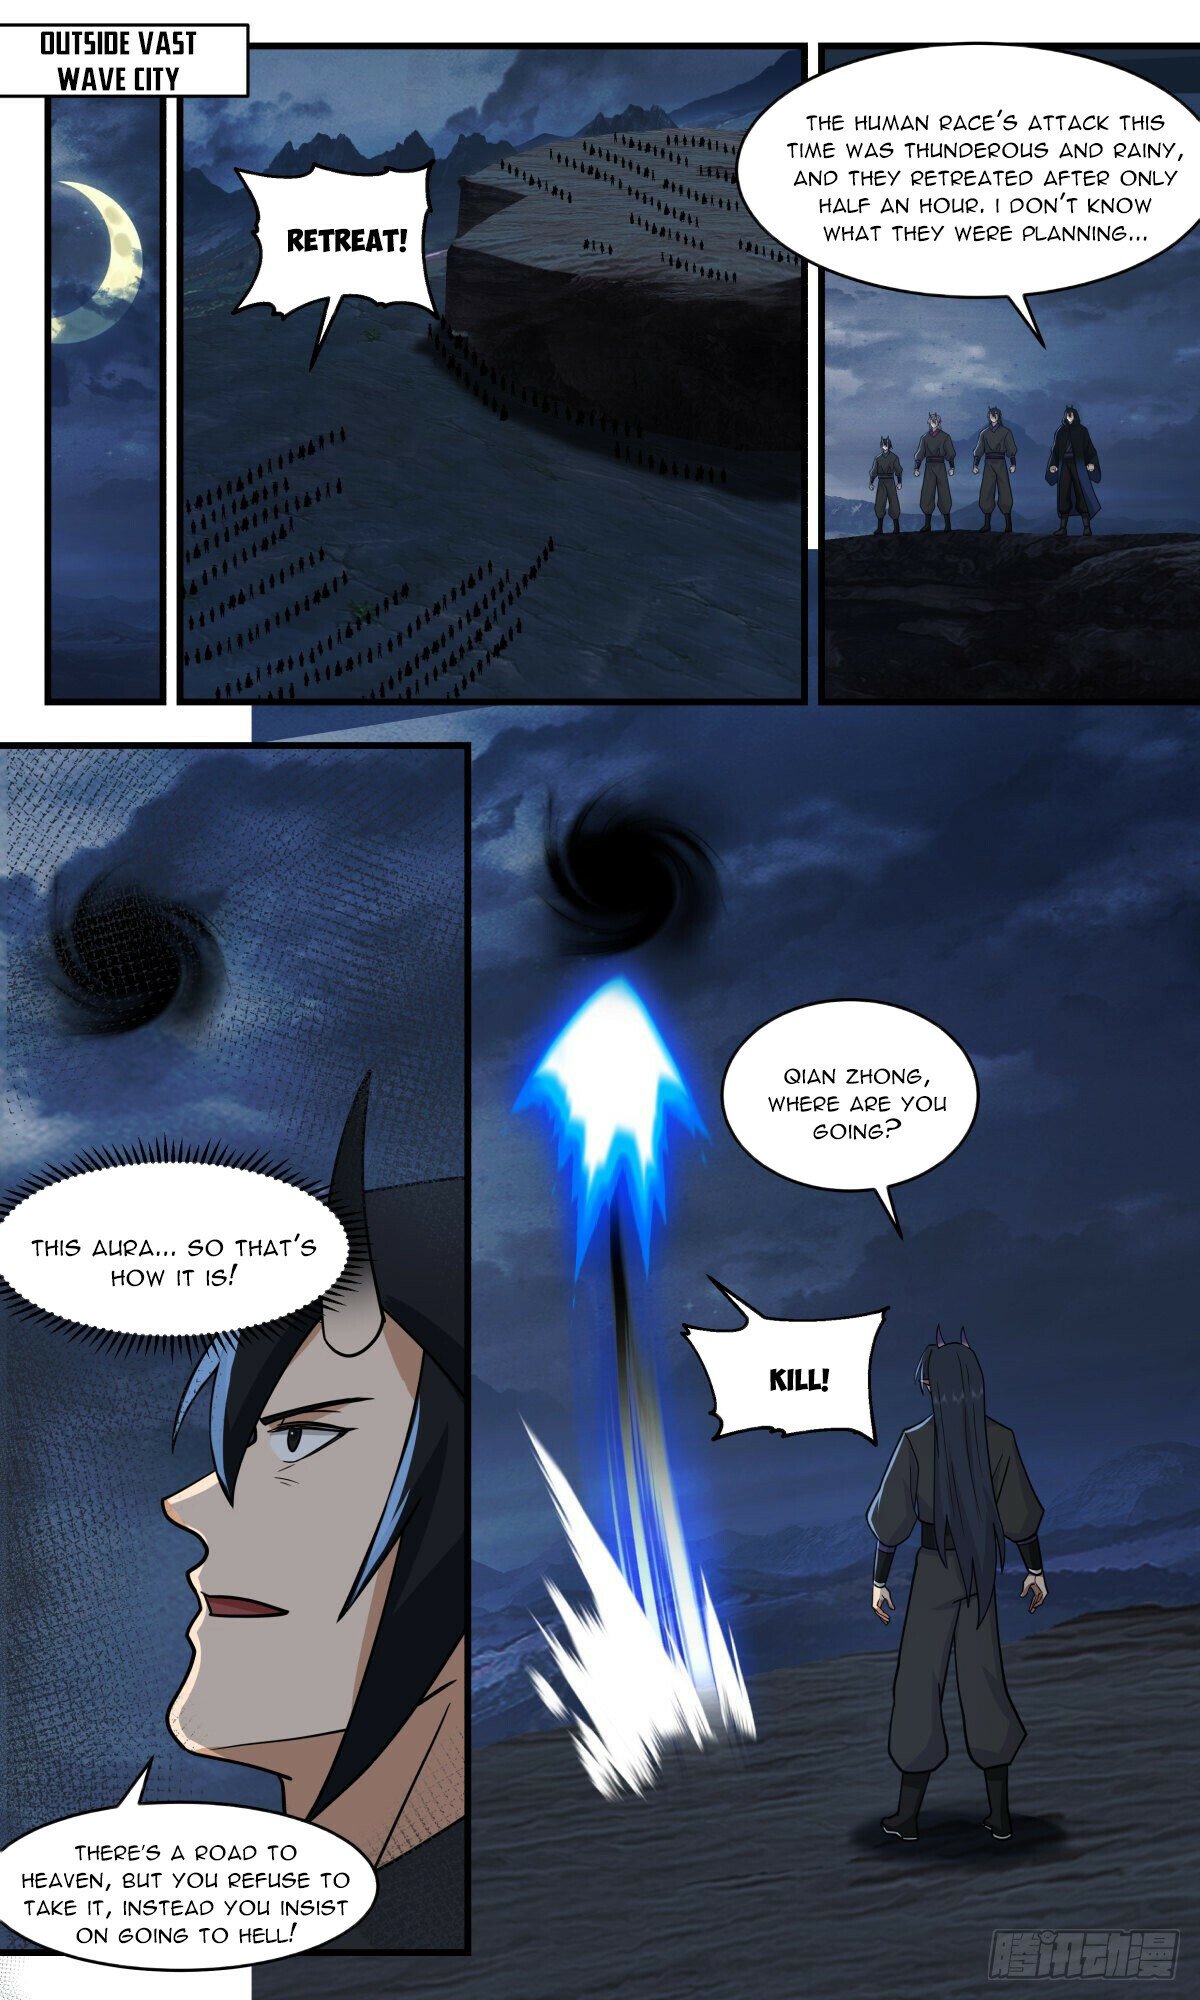 OUTSIDE VAST
WAVE CITY
RETREAT!
THE HUMAN RACE'S ATTACK THIS
TIME WAS THUNDEROUS AND RAINY,
AND THEY RETREATED AFTER ONLY
HALF AN HOUR. I DON'T KNOW
WHAT THEY WERE PLANNING...
THIS AURA... SO THAT'S
HOW IT IS!
THERE'S A ROAD TO
HEAVEN, BUT YOU REFUSE TO
TAKE IT, INSTEAD YOU INSIST
ON GOING TO HELL!
QIAN ZHONG,
WHERE ARE YOU
GOING?
KILL!
腾讯动漫